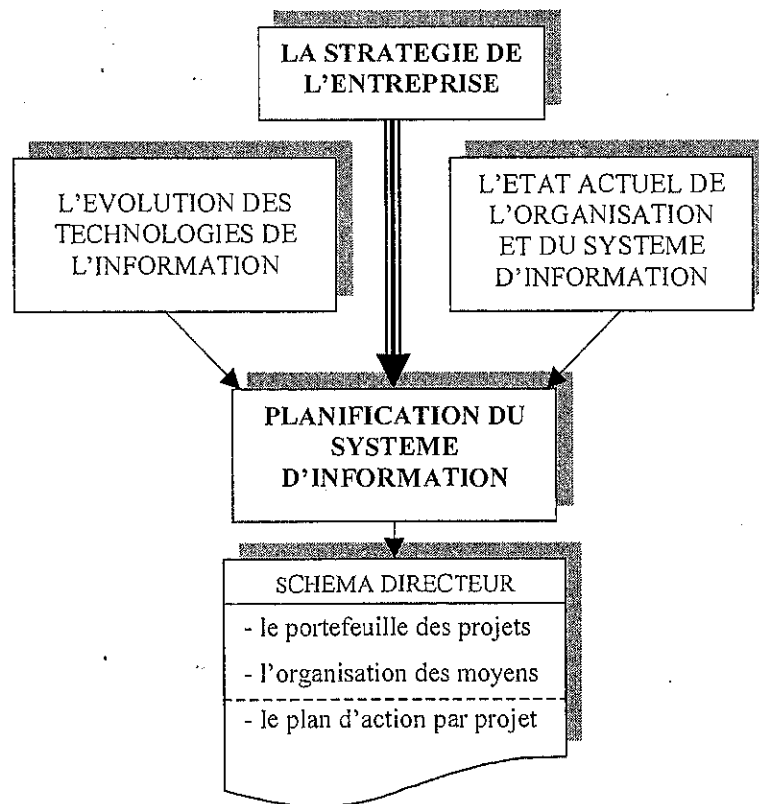 LA STRATEGIE DE
L'ENTREPRISE
L'EVOLUTION DES
TECHNOLOGIES DE
L'INFORMATION
L'ETAT ACTUEL DE
L'ORGANISATION
ET DU SYSTEME
D'INFORMATION
PLANIFICATION DU
SYSTEME
D'INFORMATION
SCHEMA DIRECTEUR
- le portefeuille des projets
- l'organisation des moyens
- le plan d'action par projet